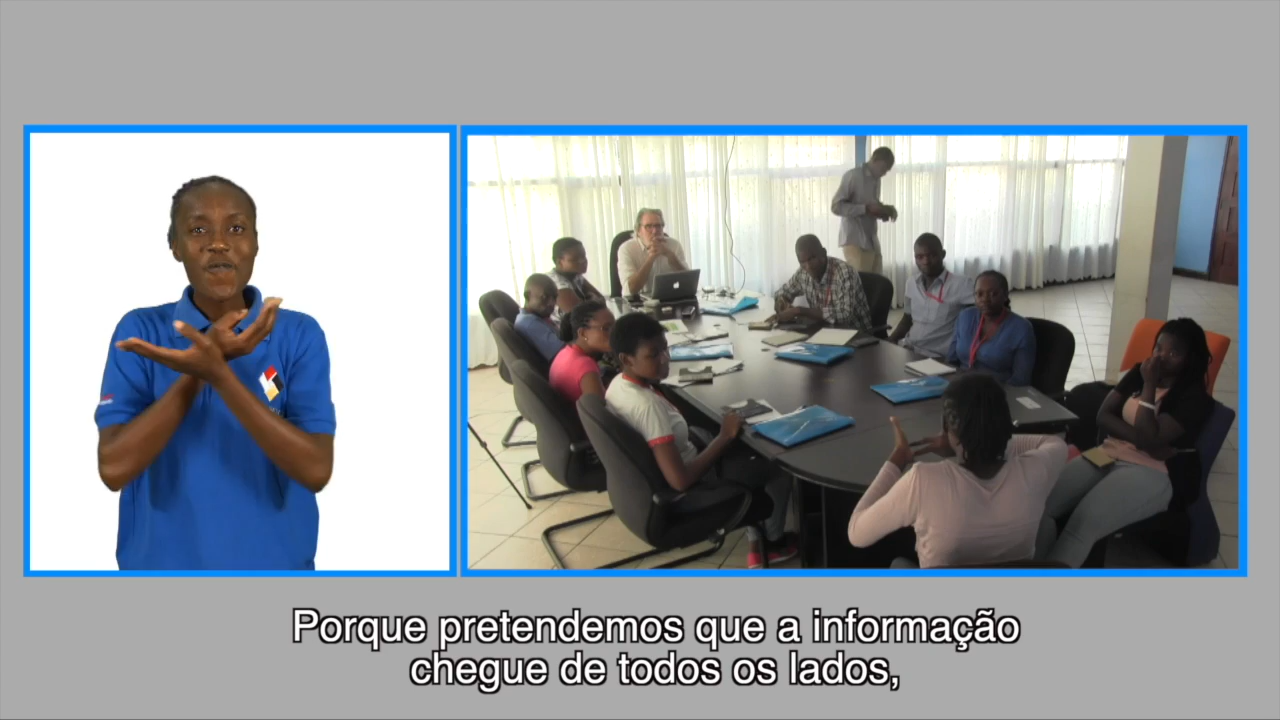 Porque pretendemos que a informação
chegue de todos os lados,